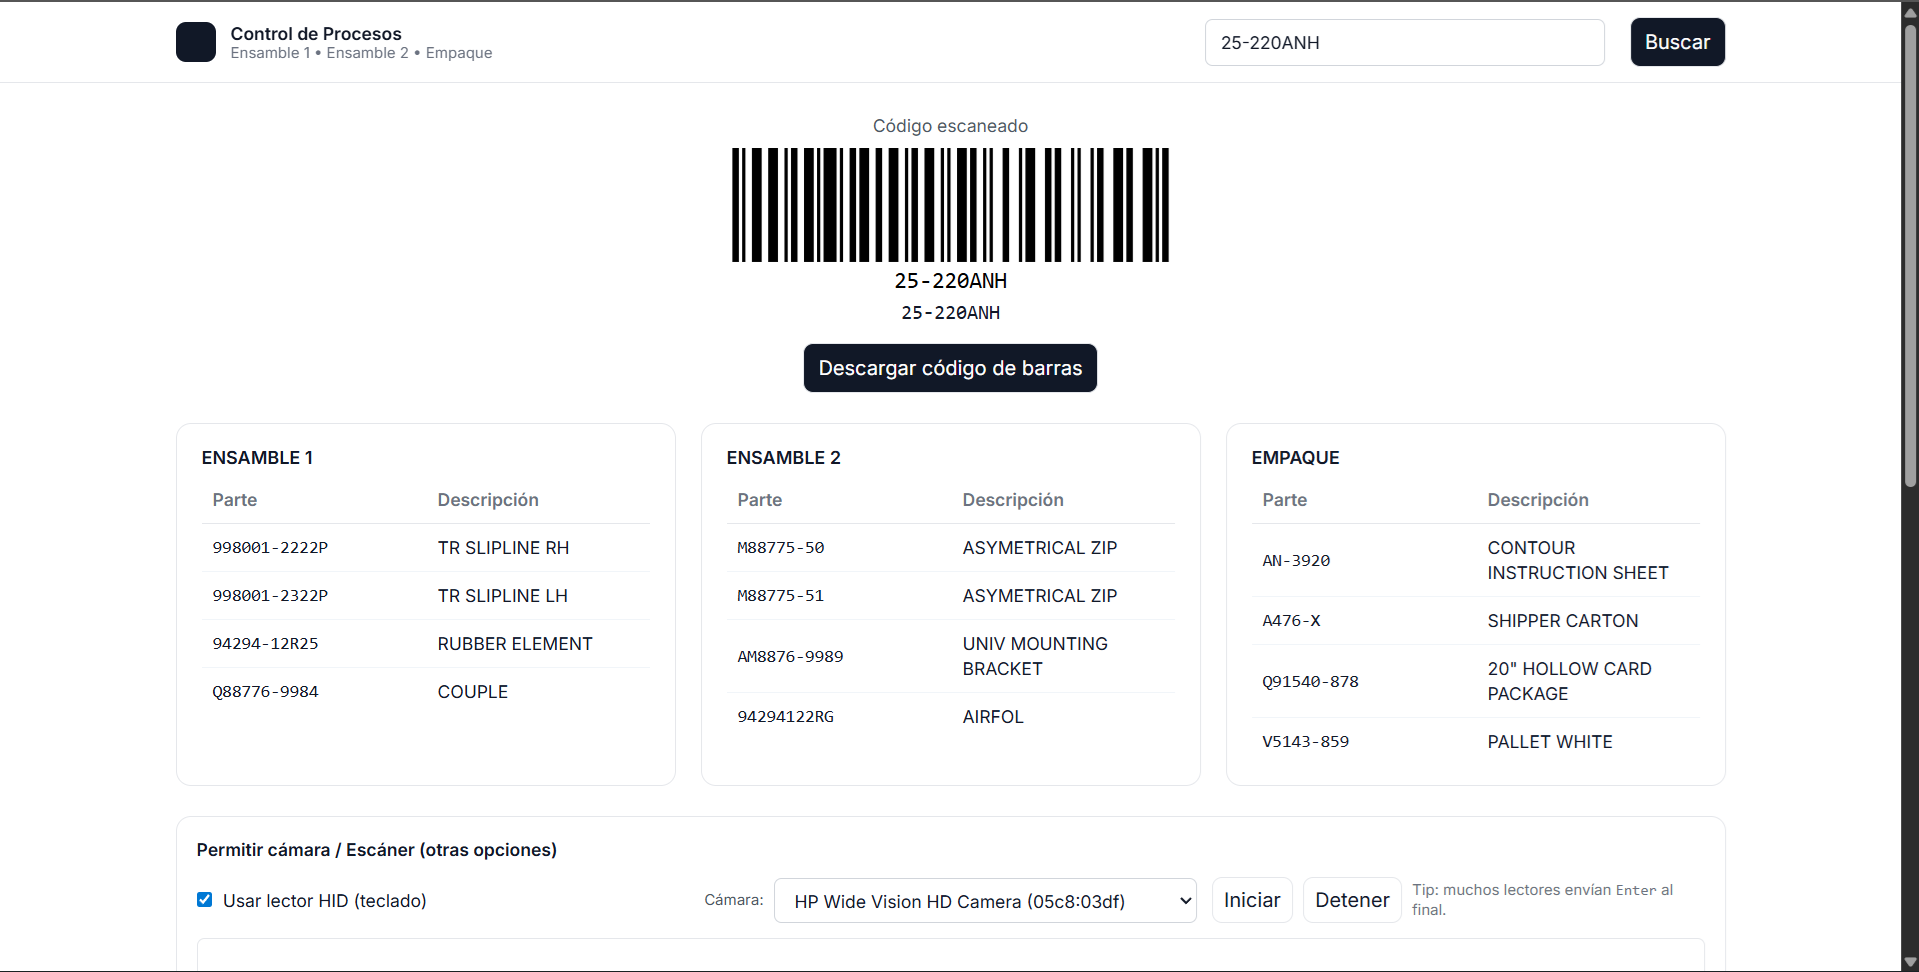 Control de Procesos
Ensamble 1 • Ensamble 2 • Empaque
25-220ANH
Buscar
Código escaneado
25-220ANH
25-220ANH
Descargar código de barras
ENSAMBLE 1
Parte Descripción
998001-2222P TR SLIPLINE RH
998001-2322P TR SLIPLINE LH
94294-12R25 RUBBER ELEMENT
Q88776-9984 COUPLE
ENSAMBLE 2
Parte Descripción
M88775-50 ASYMETRICAL ZIP
M88775-51 ASYMETRICAL ZIP
AM8876-9989 UNIV MOUNTING
BRACKET
94294122RG AIRFOL
EMPAQUE
Parte Descripción
AN-3920 CONTOUR
INSTRUCTION SHEET
A476-X SHIPPER CARTON
Q91540-878 20" HOLLOW CARD
PACKAGE
V5143-859 PALLET WHITE
Permitir cámara / Escáner (otras opciones)
Usar lector HID (teclado)
Cámara: HP Wide Vision HD Camera (05c8:03df)
Iniciar
Detener
Tip: muchos lectores envían Enter al
final.